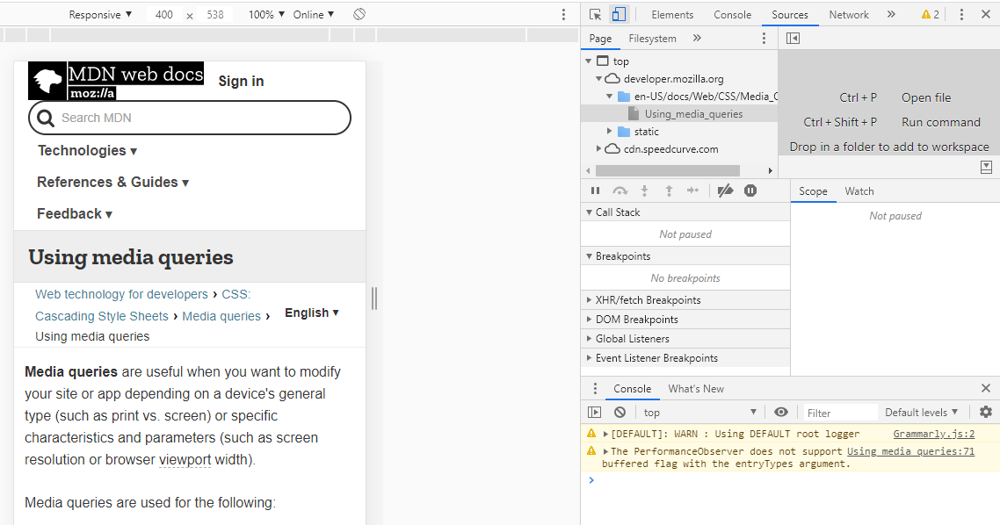 Responsive ▼ 400 × 538 100% ▼ Online ▼
Elements Console Sources Network » 2
Page Filesystem »
top
developer.mozilla.org
en-US/docs/Web/CSS/Media_Q
Using_media_queries
static
cdn.speedcurve.com
Ctrl + P Open file
Ctrl + Shift + P Run command
Drop in a folder to add to workspace
MDN web docs
moz://a
Sign in
Search MDN
Technologies ▾
References & Guides ▾
Feedback ▾
Using media queries
Web technology for developers › CSS:
Cascading Style Sheets › Media queries ›
Using media queries
English ▾
Media queries are useful when you want to modify
your site or app depending on a device's general
type (such as print vs. screen) or specific
characteristics and parameters (such as screen
resolution or browser viewport width).
Media queries are used for the following:
Scope Watch
Not paused
Call Stack
Not paused
Breakpoints
No breakpoints
XHR/fetch Breakpoints
DOM Breakpoints
Global Listeners
Event Listener Breakpoints
Console What's New
top ▼ Filter Default levels ▼
[DEFAULT]: WARN : Using DEFAULT root logger Grammarly.js:2
The PerformanceObserver does not support Using_media_queries:71
buffered flag with the entryTypes argument.